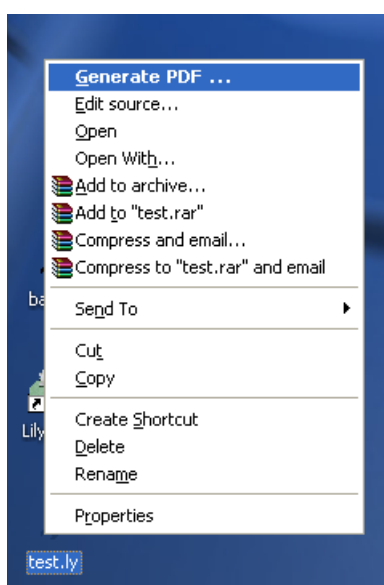 Generate PDF ...
Edit source...
Open
Open With...
Add to archive...
Add to "test.rar"
Compress and email...
Compress to "test.rar" and email
Send To
Cut
Copy
Create Shortcut
Delete
Rename
Properties
test.ly